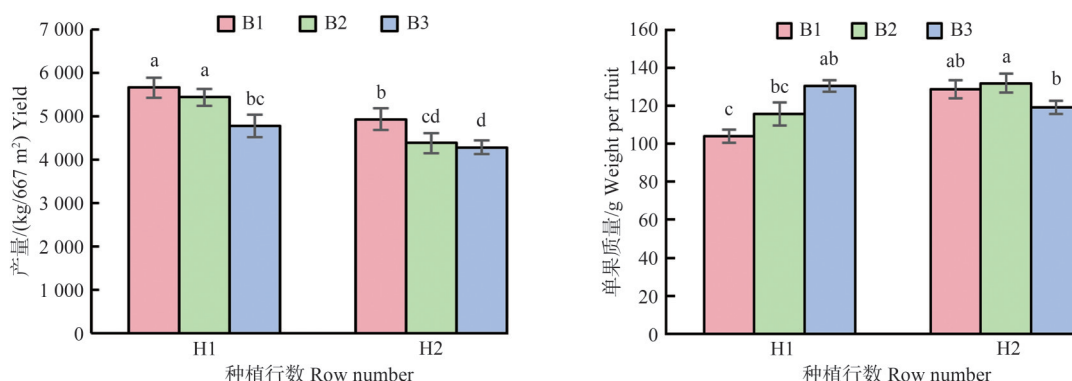 B1 B2 B3
7 000
6 000
5 000
4 000
3 000
2 000
1 000
0
产量/(kg/667 m²) Yield
a a bc b cd d
H1 H2
种植行数 Row number
B1 B2 B3
160
140
120
100
80
60
40
20
0
单果质量/g Weight per fruit
c bc ab ab a b
H1 H2
种植行数 Row number